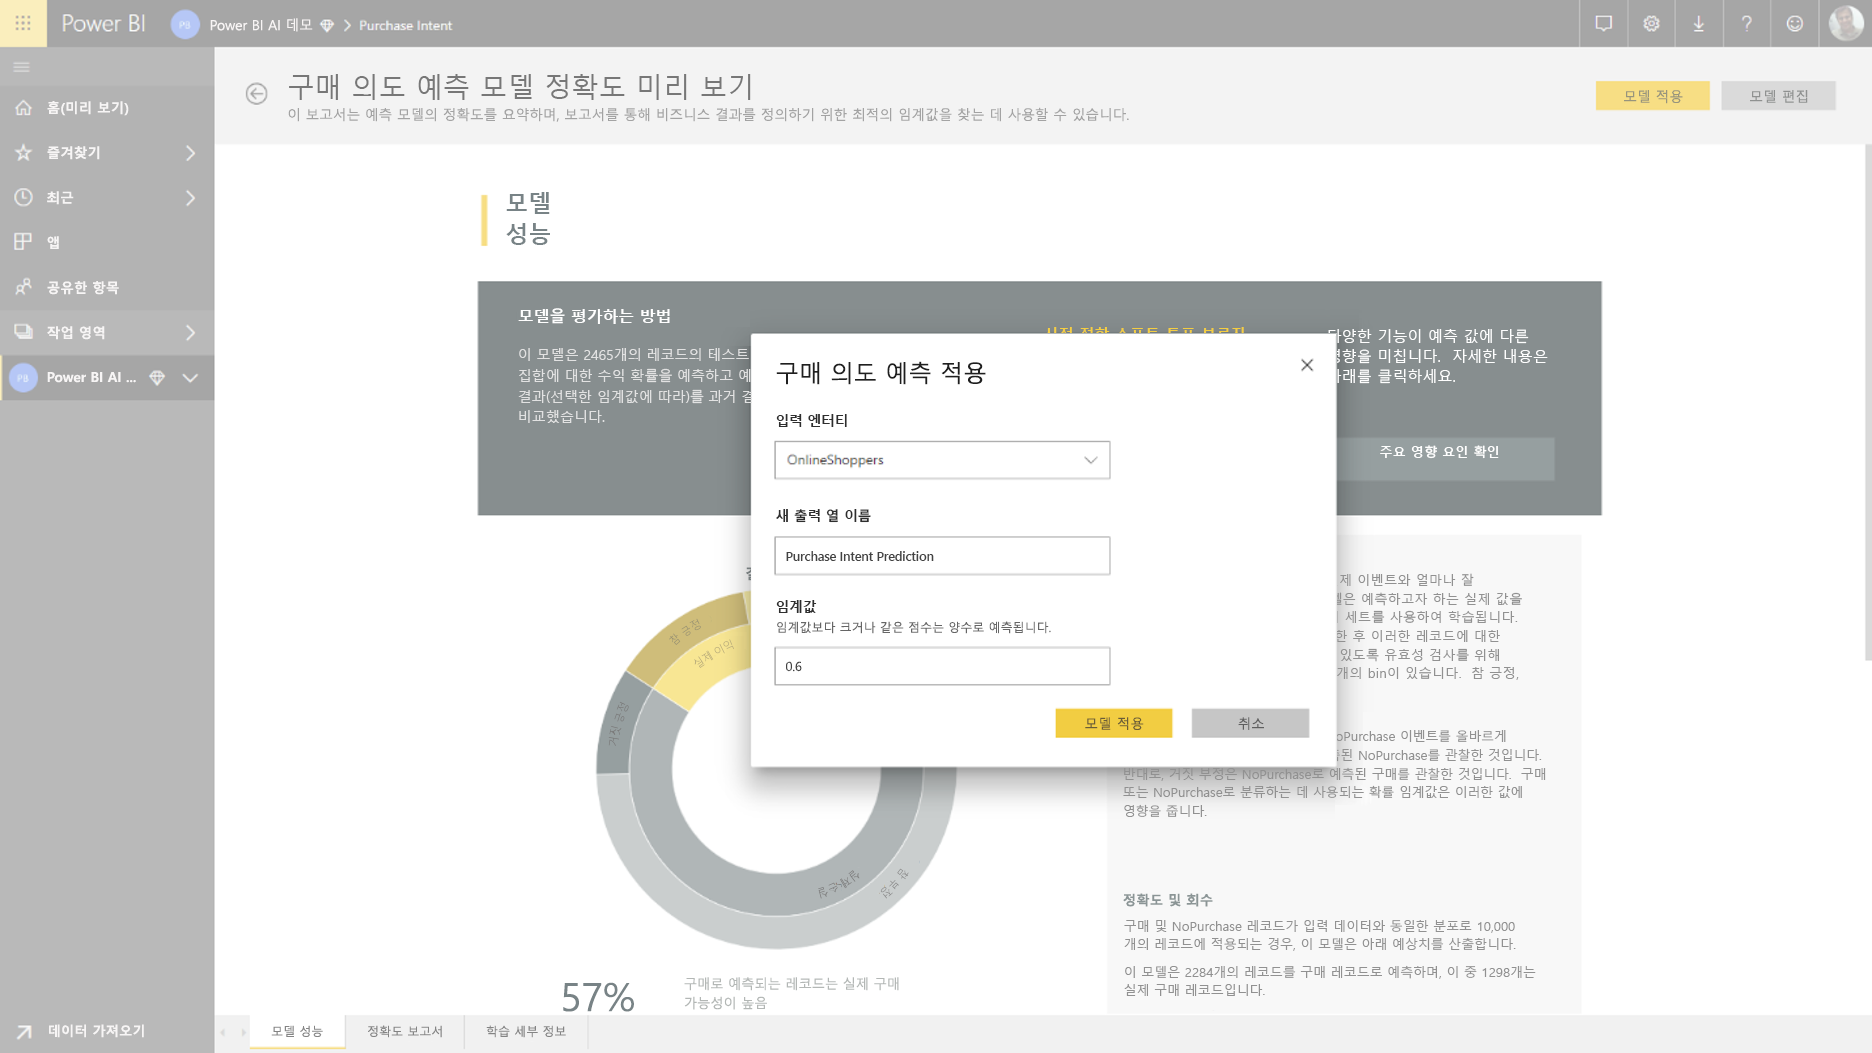 Power BI
PB
Power BI AI 데모
Purchase Intent
홈(미리 보기)
즐겨찾기
최근
앱
공유한 항목
작업 영역
PB
Power BI AI ...
데이터 가져오기
구매 의도 예측 모델 정확도 미리 보기
이 보고서는 예측 모델의 정확도를 요약하며, 보고서를 통해 비즈니스 결과를 정의하기 위한 최적의 임계값을 찾는 데 사용할 수 있습니다.
모델 적용
모델 편집
모델
성능
모델을 평가하는 방법
이 모델은 2465개의 레코드의 테스트
집합에 대한 수익 확률을 예측하고 예
결과(선택한 임계값에 따라)를 과거 결
비교했습니다.
다양한 기능이 예측 값에 다른
영향을 미칩니다. 자세한 내용은
아래를 클릭하세요.
주요 영향 요인 확인
구매 의도 예측 적용
입력 엔터티
OnlineShoppers
새 출력 열 이름
Purchase Intent Prediction
임계값
임계값보다 크거나 같은 점수는 양수로 예측됩니다.
0.6
모델 적용
취소
참 긍정
실제 이익
거짓 긍정
참 부정
57%
구매로 예측되는 레코드는 실제 구매
가능성이 높음
제 이벤트와 얼마나 잘
델은 예측하고자 하는 실제 값을
세트를 사용하여 학습됩니다.
한 후 이러한 레코드에 대한
있도록 유효성 검사를 위해
개의 bin이 있습니다. 참 긍정,
oPurchase 이벤트를 올바르게
측된 NoPurchase를 관찰한 것입니다.
반대로, 거짓 부정은 NoPurchase로 예측된 구매를 관찰한 것입니다. 구매
또는 NoPurchase로 분류하는 데 사용되는 확률 임계값은 이러한 값에
영향을 줍니다.
정확도 및 회수
구매 및 NoPurchase 레코드가 입력 데이터와 동일한 분포로 10,000
개의 레코드에 적용되는 경우, 이 모델은 아래 예상치를 산출합니다.
이 모델은 2284개의 레코드를 구매 레코드로 예측하며, 이 중 1298개는
실제 구매 레코드입니다.
모델 성능
정확도 보고서
학습 세부 정보